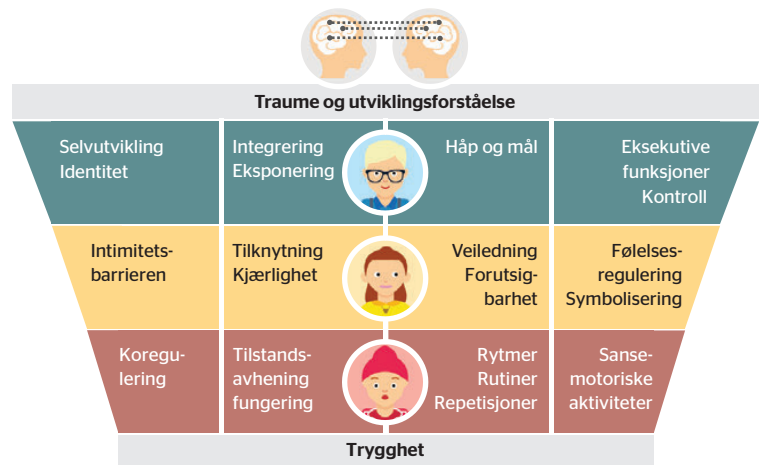 Traume og utviklingsforståelse
Selvutvikling
Identitet
Integrering
Eksponering
Håp og mål
Eksekutive
funksjoner
Kontroll
Intimitets-
barrieren
Tilknytning
Kjærlighet
Veiledning
Forutsig-
barhet
Følelses-
regulering
Symbolisering
Koregu-
lering
Tilstands-
avhening
fungering
Rytmer
Rutiner
Repetisjoner
Sanse-
motoriske
aktiviteter
Trygghet